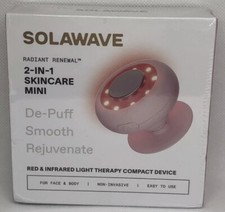 SOLAWAVE
RADIANT RENEWAL™
2-IN-1
SKINCARE
MINI
De-Puff
Smooth
Rejuvenate
RED & INFRARED LIGHT THERAPY COMPACT DEVICE
FOR FACE & BODY | NON-INVASIVE | EASY TO USE